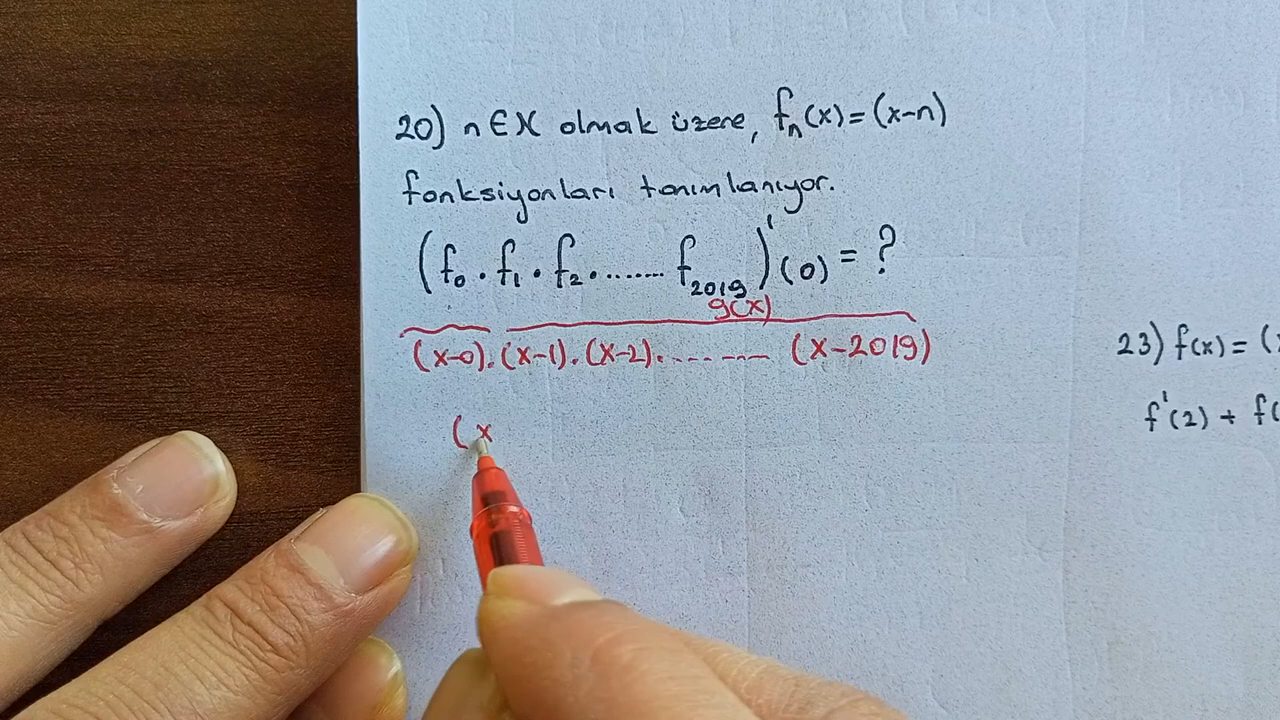 20) n∈N olmak üzere, fₙ(x)=(x-n)
fonksiyonları tanımlanıyor.
(f₀.f₁.f₂........f₂₀₁₉)'(0)=?
g(x)
(x-0).(x-1).(x-2).------- (x-2019)
(x
23) f(x)= (
f'(2) + f(